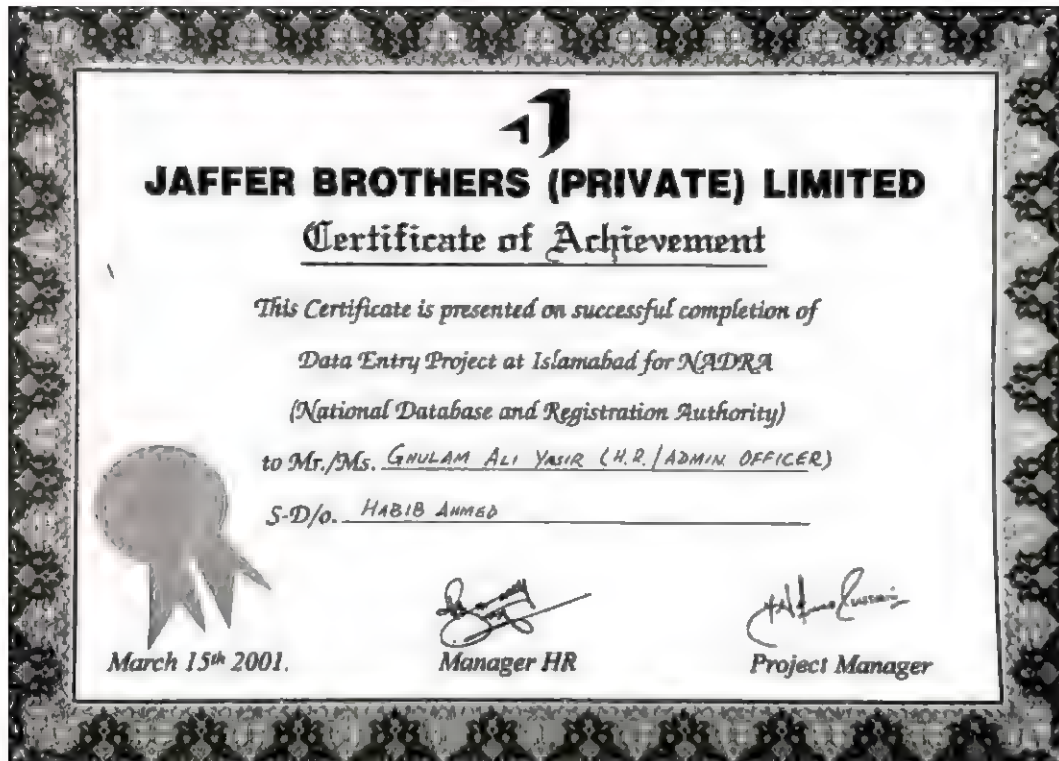 JAFFER BROTHERS (PRIVATE) LIMITED
Certificate of Achievement
This Certificate is presented on successful completion of
Data Entry Project at Islamabad for NADRA
(National Database and Registration Authority)
to Mr./Ms. GHULAM ALI YASIR (H.R./ADMIN OFFICER)
S-D/o. HABIB AHMED
March 15th 2001.
Manager HR
Project Manager